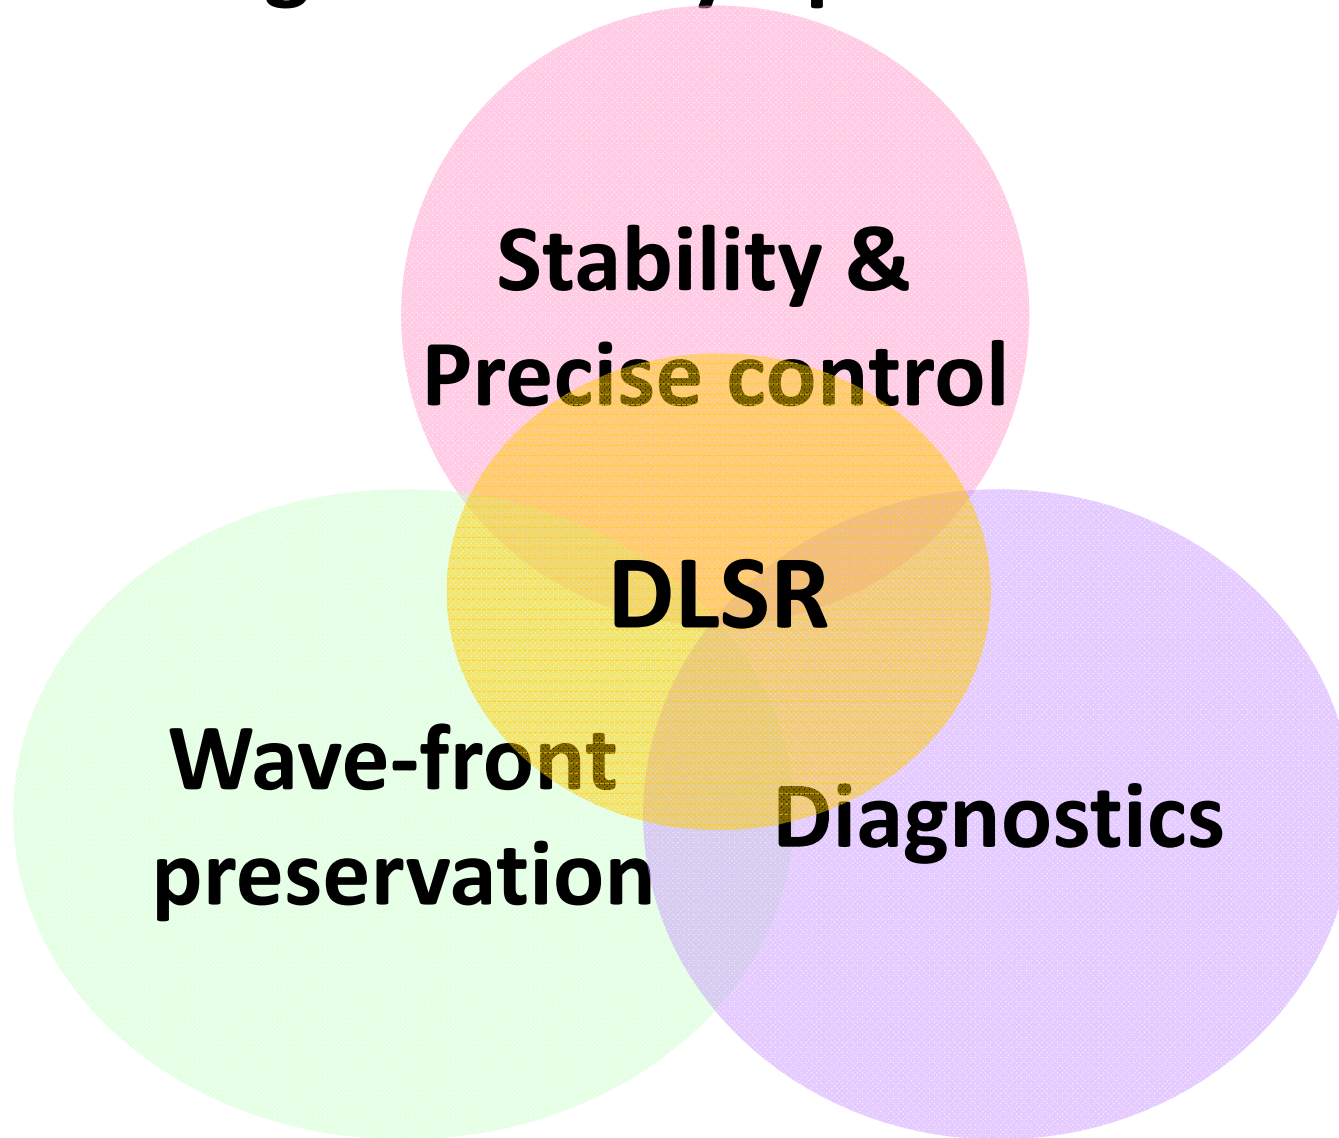 Stability &
Precise control
DLSR
Wave-front
preservation
Diagnostics